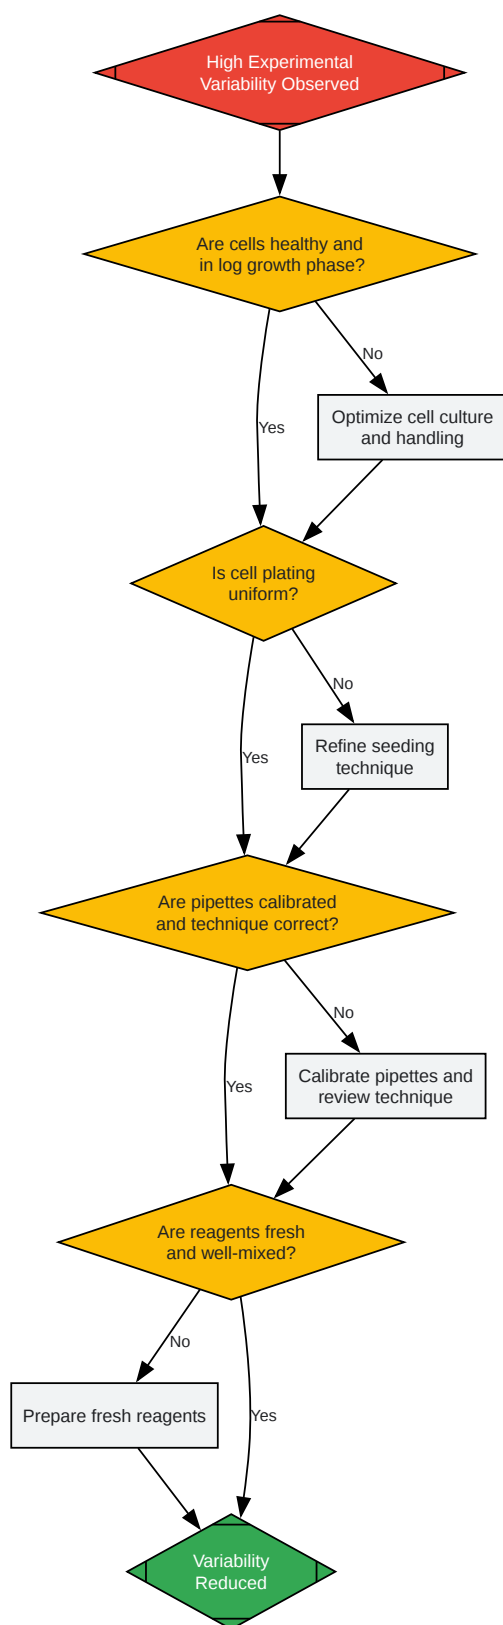 High Experimental
Variability Observed
Are cells healthy and
in log growth phase?
No
Optimize cell culture
and handling
Yes
Is cell plating
uniform?
No
Refine seeding
technique
Yes
Are pipettes calibrated
and technique correct?
No
Calibrate pipettes and
review technique
Yes
Are reagents fresh
and well-mixed?
No
Prepare fresh reagents
Yes
Variability
Reduced